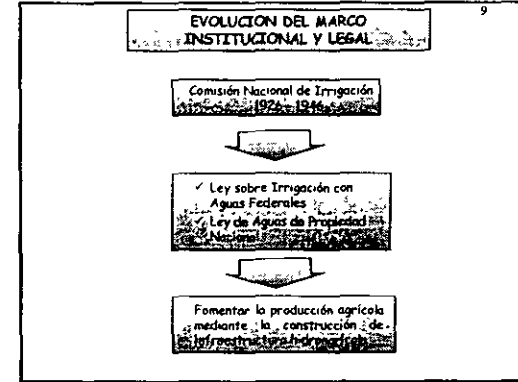 9
EVOLUCION DEL MARCO
INSTITUCIONAL Y LEGAL
Comisión Nacional de Irrigación
1926 - 1946
✓ Ley sobre Irrigación con
Aguas Federales
✓ Ley de Aguas de Propiedad
Nacional
Fomentar la producción agrícola
mediante la construcción de
infraestructura hidroagrícola